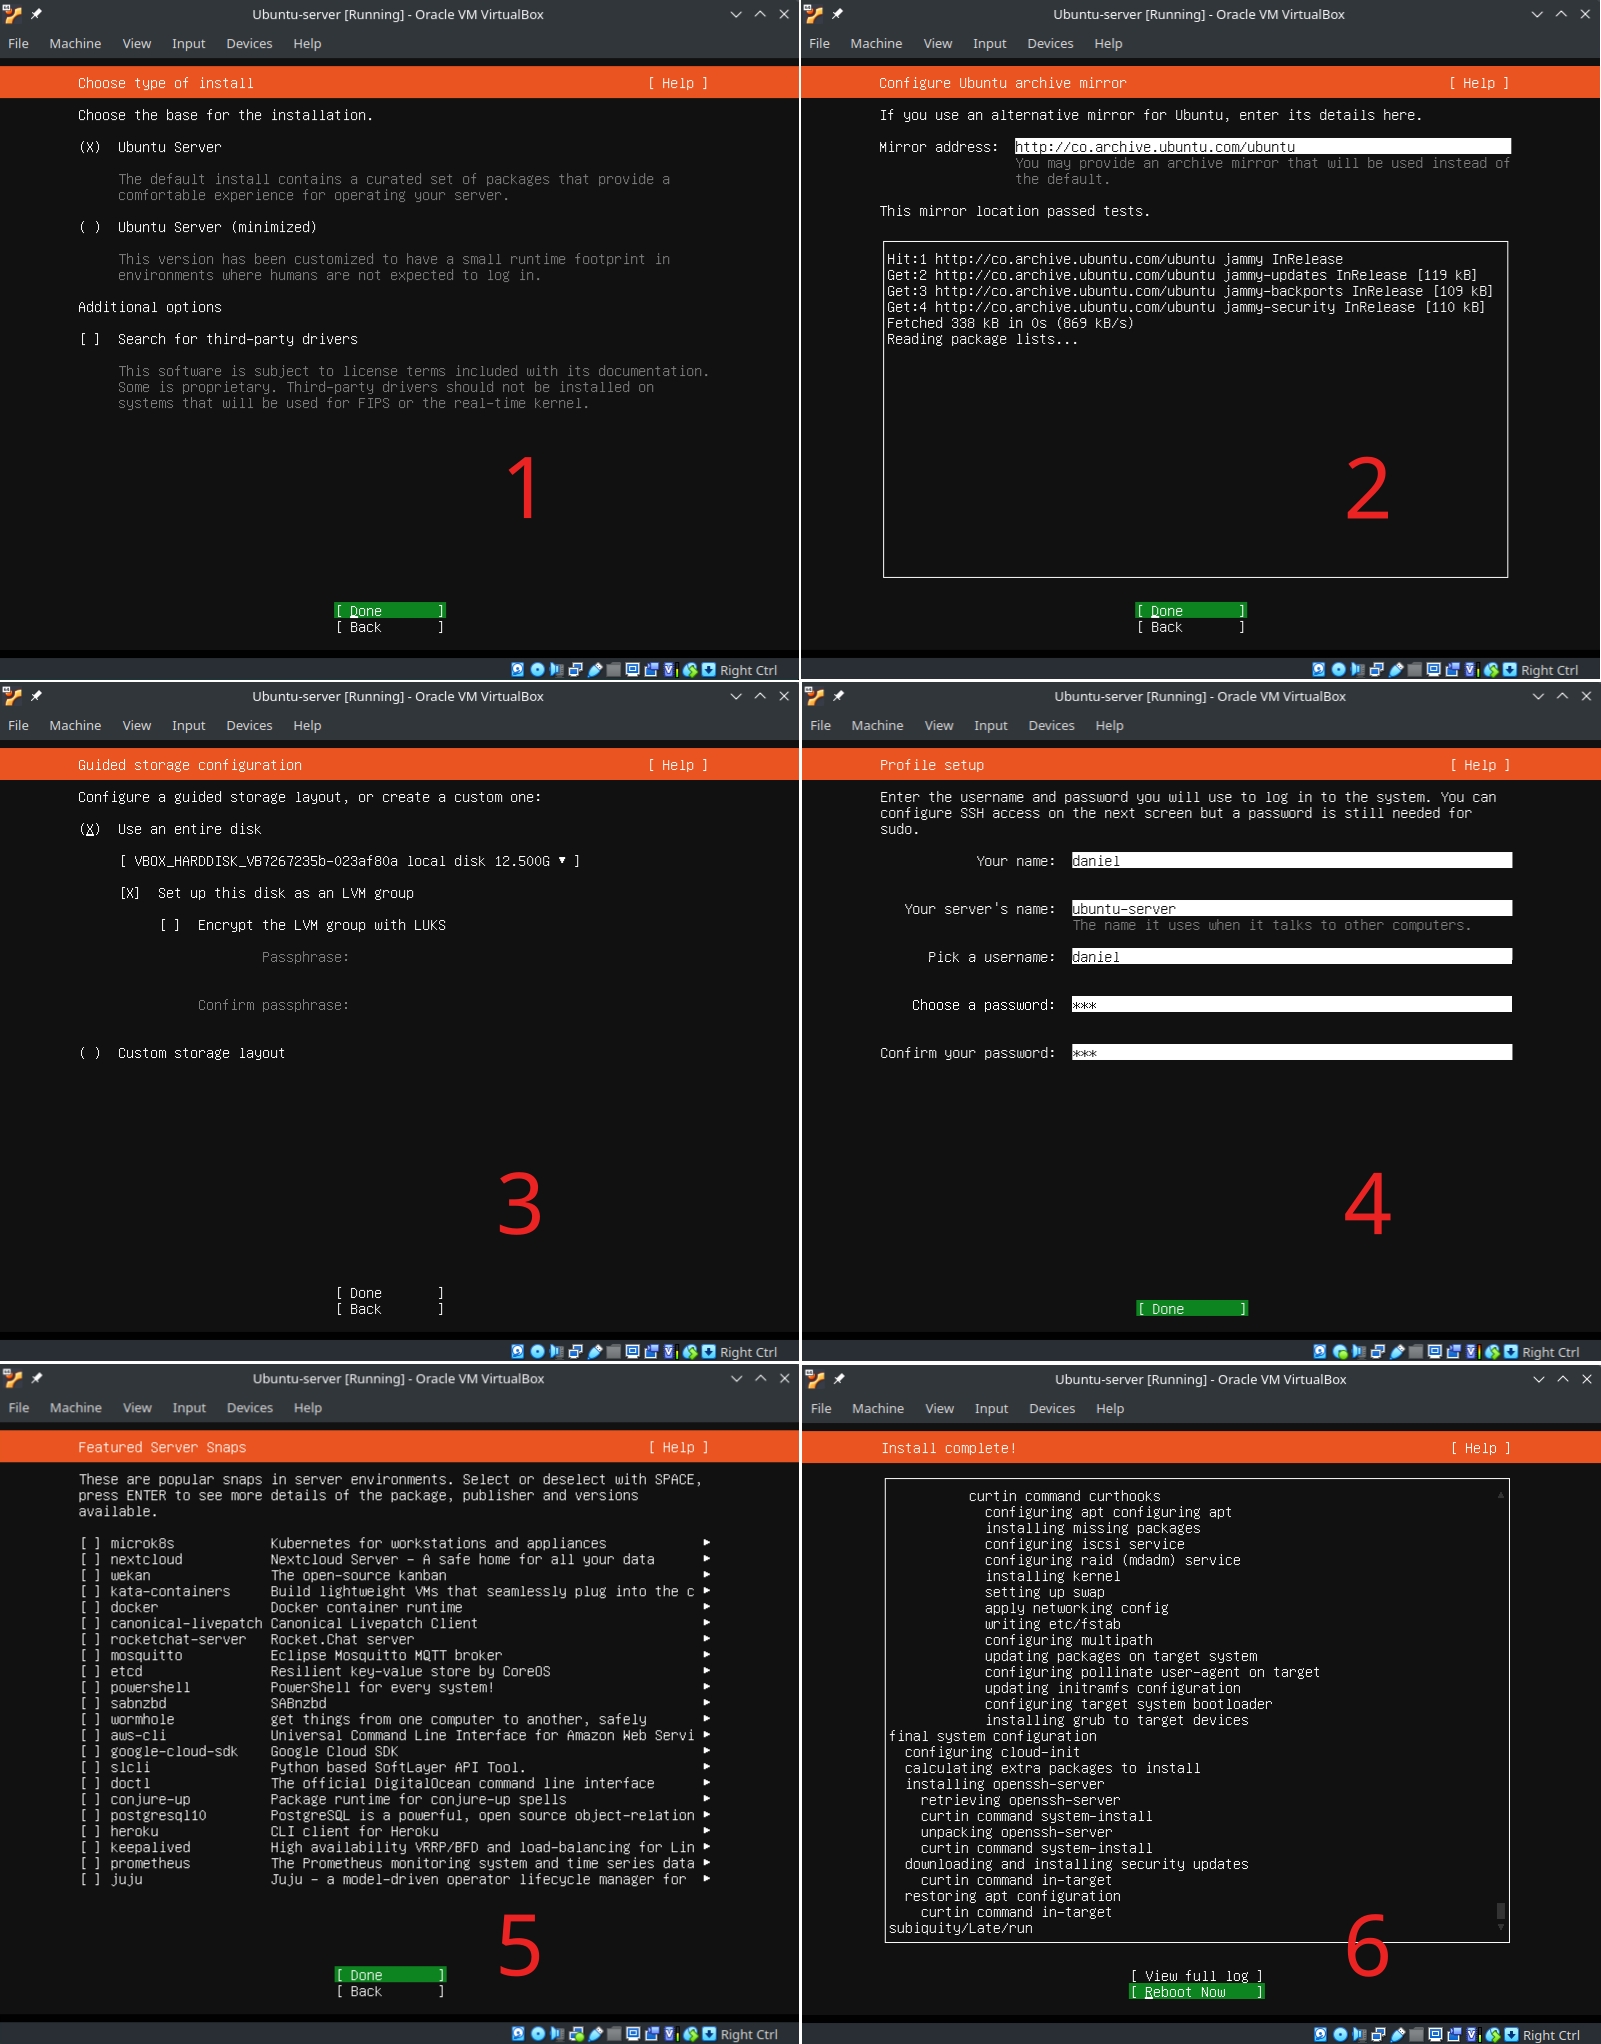 Ubuntu-server [Running] - Oracle VM VirtualBox
File Machine View Input Devices Help
Choose type of install [ Help ]
Choose the base for the installation.
(X) Ubuntu Server
The default install contains a curated set of packages that provide a
comfortable experience for operating your server.
( ) Ubuntu Server (minimized)
This version has been customized to have a small runtime footprint in
environments where humans are not expected to log in.
Additional options
[ ] Search for third-party drivers
This software is subject to license terms included with its documentation.
Some is proprietary. Third-party drivers should not be installed on
systems that will be used for FIPS or the real-time kernel.
1
[ Done ]
[ Back ]
Right Ctrl
Ubuntu-server [Running] - Oracle VM VirtualBox
File Machine View Input Devices Help
Configure Ubuntu archive mirror [ Help ]
If you use an alternative mirror for Ubuntu, enter its details here.
Mirror address: http://co.archive.ubuntu.com/ubuntu
You may provide an archive mirror that will be used instead of
the default.
This mirror location passed tests.
Hit:1 http://co.archive.ubuntu.com/ubuntu jammy InRelease
Get:2 http://co.archive.ubuntu.com/ubuntu jammy-updates InRelease [119 kB]
Get:3 http://co.archive.ubuntu.com/ubuntu jammy-backports InRelease [109 kB]
Get:4 http://co.archive.ubuntu.com/ubuntu jammy-security InRelease [110 kB]
Fetched 338 kB in 0s (869 kB/s)
Reading package lists...
2
[ Done ]
[ Back ]
Right Ctrl
Ubuntu-server [Running] - Oracle VM VirtualBox
File Machine View Input Devices Help
Guided storage configuration [ Help ]
Configure a guided storage layout, or create a custom one:
(X) Use an entire disk
[ VBOX_HARDDISK_VB7267235b-023af80a local disk 12.500G ▾ ]
[X] Set up this disk as an LVM group
[ ] Encrypt the LVM group with LUKS
Passphrase:
Confirm passphrase:
( ) Custom storage layout
3
[ Done ]
[ Back ]
Right Ctrl
Ubuntu-server [Running] - Oracle VM VirtualBox
File Machine View Input Devices Help
Profile setup [ Help ]
Enter the username and password you will use to log in to the system. You can
configure SSH access on the next screen but a password is still needed for
sudo.
Your name: daniel
Your server's name: ubuntu-server
The name it uses when it talks to other computers.
Pick a username: daniel
Choose a password: ***
Confirm your password: ***
4
[ Done ]
Right Ctrl
Ubuntu-server [Running] - Oracle VM VirtualBox
File Machine View Input Devices Help
Featured Server Snaps [ Help ]
These are popular snaps in server environments. Select or deselect with SPACE,
press ENTER to see more details of the package, publisher and versions
available.
[ ] microk8s Kubernetes for workstations and appliances ▸
[ ] nextcloud Nextcloud Server - A safe home for all your data ▸
[ ] wekan The open-source kanban ▸
[ ] kata-containers Build lightweight VMs that seamlessly plug into the c ▸
[ ] docker Docker container runtime ▸
[ ] canonical-livepatch Canonical Livepatch Client ▸
[ ] rocketchat-server Rocket.Chat server ▸
[ ] mosquitto Eclipse Mosquitto MQTT broker ▸
[ ] etcd Resilient key-value store by CoreOS ▸
[ ] powershell PowerShell for every system! ▸
[ ] sabnzbd SABnzbd ▸
[ ] wormhole get things from one computer to another, safely ▸
[ ] aws-cli Universal Command Line Interface for Amazon Web Servi ▸
[ ] google-cloud-sdk Google Cloud SDK ▸
[ ] slcli Python based SoftLayer API Tool. ▸
[ ] doctl The official DigitalOcean command line interface ▸
[ ] conjure-up Package runtime for conjure-up spells ▸
[ ] postgresql10 PostgreSQL is a powerful, open source object-relation ▸
[ ] heroku CLI client for Heroku ▸
[ ] keepalived High availability VRRP/BFD and load-balancing for Lin ▸
[ ] prometheus The Prometheus monitoring system and time series data ▸
[ ] juju Juju - a model-driven operator lifecycle manager for ▸
5
[ Done ]
[ Back ]
Right Ctrl
Ubuntu-server [Running] - Oracle VM VirtualBox
File Machine View Input Devices Help
Install complete! [ Help ]
curtin command curthooks
configuring apt configuring apt
installing missing packages
configuring iscsi service
configuring raid (mdadm) service
installing kernel
setting up swap
apply networking config
writing etc/fstab
configuring multipath
updating packages on target system
configuring pollinate user-agent on target
updating initramfs configuration
configuring target system bootloader
installing grub to target devices
final system configuration
configuring cloud-init
calculating extra packages to install
installing openssh-server
retrieving openssh-server
curtin command system-install
unpacking openssh-server
curtin command system-install
downloading and installing security updates
curtin command in-target
restoring apt configuration
curtin command in-target
subiquity/Late/run
6
[ View full log ]
[ Reboot Now ]
Right Ctrl